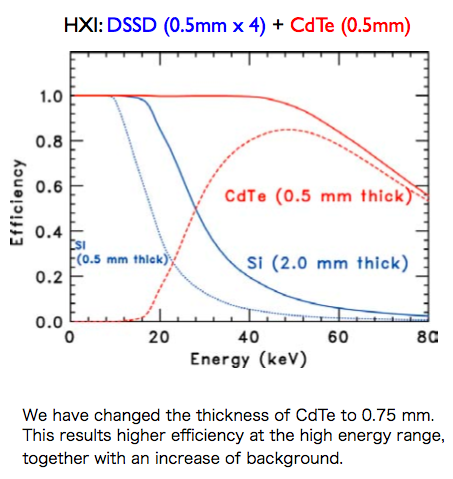 HXI: DSSD (0.5mm x 4) + CdTe (0.5mm)
1.0
0.8
0.6
0.4
0.2
0.0
Efficiency
CdTe (0.5 mm thick)
Si
(0.5 mm thick)
Si (2.0 mm thick)
0 20 40 60 80
Energy (keV)
We have changed the thickness of CdTe to 0.75 mm.
This results higher efficiency at the high energy range,
together with an increase of background.